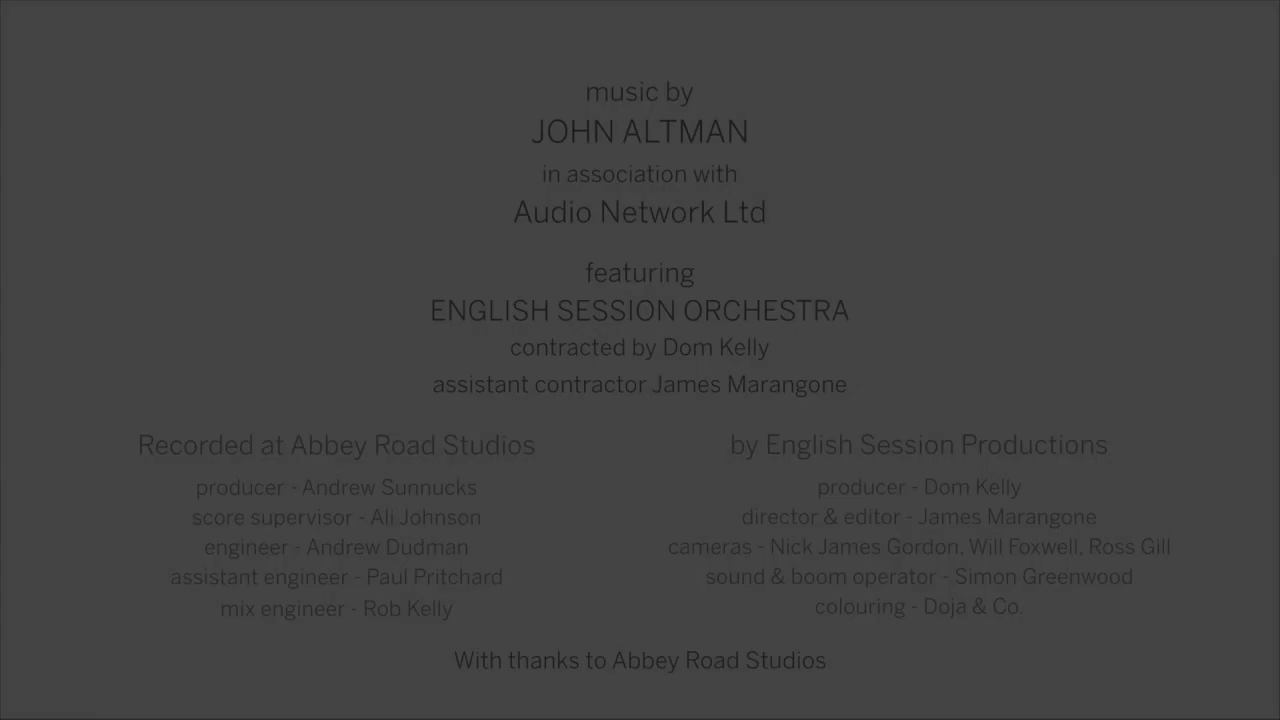 music by
JOHN ALTMAN
in association with
Audio Network Ltd
featuring
ENGLISH SESSION ORCHESTRA
contracted by Dom Kelly
assistant contractor James Marangone
Recorded at Abbey Road Studios
producer - Andrew Sunnucks
score supervisor - Ali Johnson
engineer - Andrew Dudman
assistant engineer - Paul Pritchard
mix engineer - Rob Kelly
by English Session Productions
producer - Dom Kelly
director & editor - James Marangone
cameras - Nick James Gordon, Will Foxwell, Ross Gill
sound & boom operator - Simon Greenwood
colouring - Doja & Co.
With thanks to Abbey Road Studios